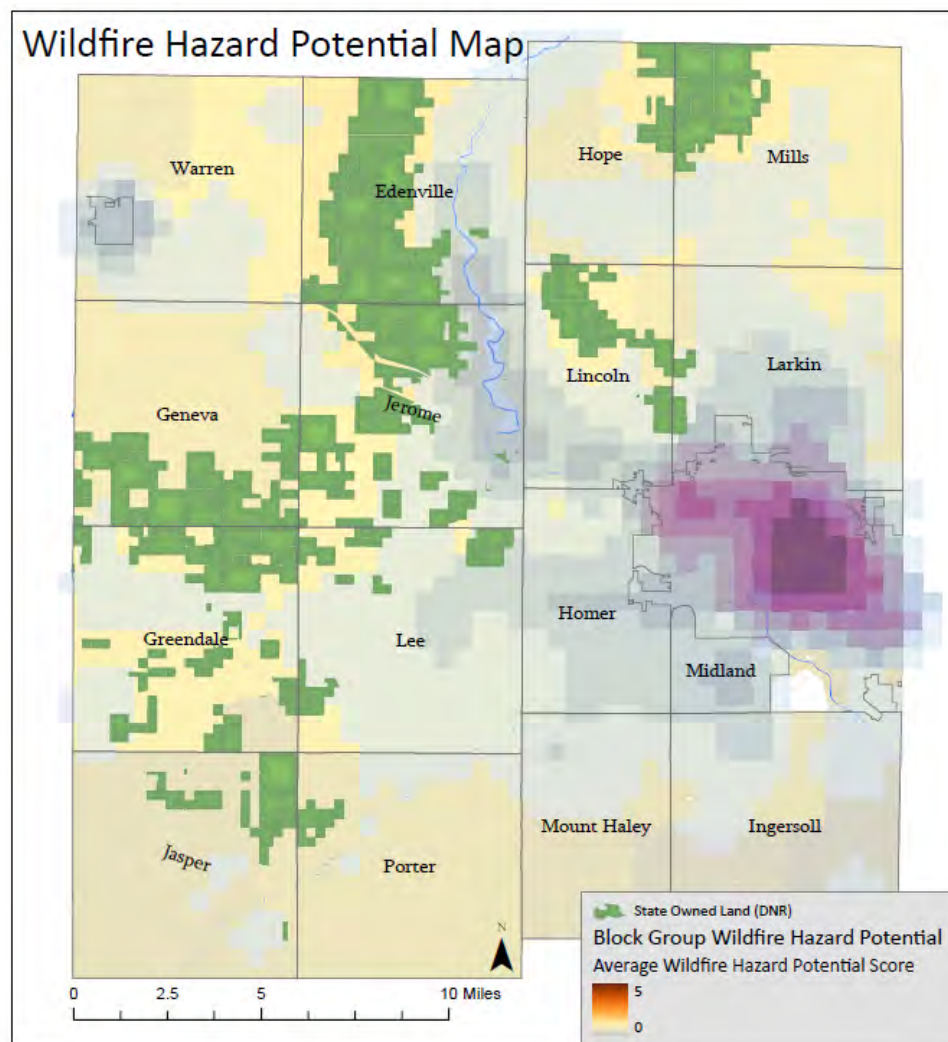 Wildfire Hazard Potential Map
Hope
Mills
Warren
Edenville
Larkin
Lincoln
Jerome
Geneva
Homer
Greendale
Lee
Midland
Mount Haley
Ingersoll
Jasper
Porter
N
0 2.5 5 10 Miles
State Owned Land (DNR)
Block Group Wildfire Hazard Potential
Average Wildfire Hazard Potential Score
5
0